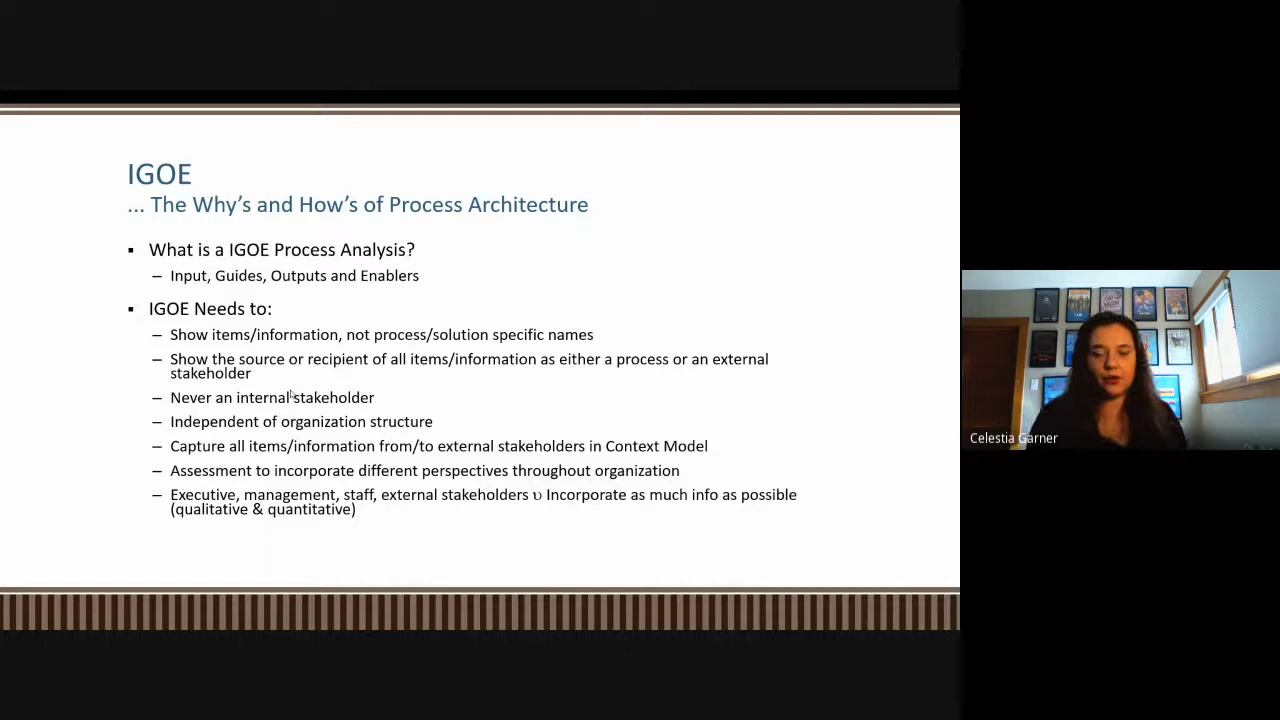 IGOE
... The Why’s and How’s of Process Architecture
▪ What is a IGOE Process Analysis?
– Input, Guides, Outputs and Enablers
▪ IGOE Needs to:
– Show items/information, not process/solution specific names
– Show the source or recipient of all items/information as either a process or an external
stakeholder
– Never an internal stakeholder
– Independent of organization structure
– Capture all items/information from/to external stakeholders in Context Model
– Assessment to incorporate different perspectives throughout organization
– Executive, management, staff, external stakeholders υ Incorporate as much info as possible
(qualitative & quantitative)
Celestia Garner